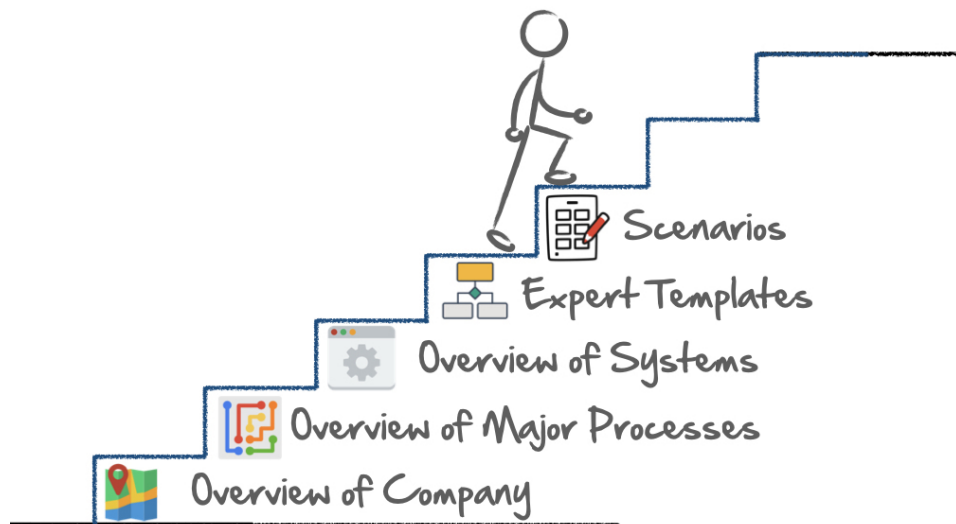 Scenarios
Expert Templates
Overview of Systems
Overview of Major Processes
Overview of Company